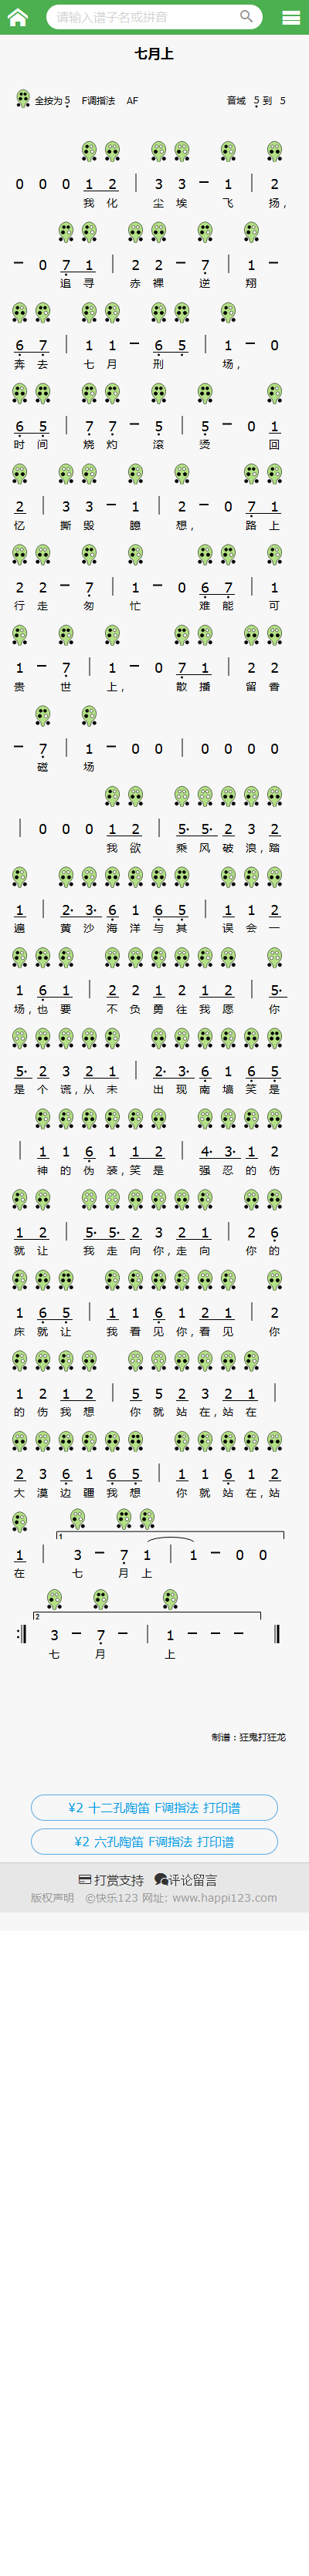 请输入谱子名或拼音
七月上
全按为5 F调指法 AF 音域 5 到 5
0 0 0 1 2 | 3 3 - 1 | 2
我 化 尘 埃 飞 扬,
- 0 7 1 | 2 2 - 7 | 1 -
追 寻 赤 裸 逆 翔
6 7 | 1 1 - 6 5 | 1 - 0
奔 去 七 月 刑 场,
6 5 | 7 7 - 5 | 5 - 0 1
时 间 烧 灼 滚 烫 回
2 | 3 3 - 1 | 2 - 0 7 1
忆 撕 毁 臆 想, 路 上
2 2 - 7 | 1 - 0 6 7 | 1
行 走 匆 忙 难 能 可
1 - 7 | 1 - 0 7 1 | 2 2
贵 世 上, 散 播 留 香
- 7 | 1 - 0 0 | 0 0 0 0
磁 场
| 0 0 0 1 2 | 5· 5· 2 3 2
我 欲 乘 风 破 浪,踏
1 | 2· 3· 6 1 6 5 | 1 1 2
遍 黄 沙 海 洋 与 其 误 会 一
1 6 1 | 2 2 1 2 1 2 | 5·
场,也 要 不 负 勇 往 我 愿 你
5· 2 3 2 1 | 2· 3· 6 1 6 5
是 个 谎,从 未 出 现 南 墙 笑 是
| 1 1 6 1 1 2 | 4· 3· 1 2
神 的 伪 装,笑 是 强 忍 的 伤
1 2 | 5· 5· 2 3 2 1 | 2 6
就 让 我 走 向 你,走 向 你 的
1 6 5 | 1 1 6 1 2 1 | 2
床 就 让 我 看 见 你,看 见 你
1 2 1 2 | 5 5 2 3 2 1 |
的 伤 我 想 你 就 站 在,站 在
2 3 6 1 6 5 | 1 1 6 1 2
大 漠 边 疆 我 想 你 就 站 在,站
1
1 | 3 - 7 1 | 1 - 0 0
在 七 月 上
2
:‖ 3 - 7 - | 1 - - - ‖
七 月 上
制谱：狂鬼打狂龙
¥2 十二孔陶笛 F调指法 打印谱
¥2 六孔陶笛 F调指法 打印谱
打赏支持 评论留言
版权声明 ©快乐123 网址: www.happi123.com